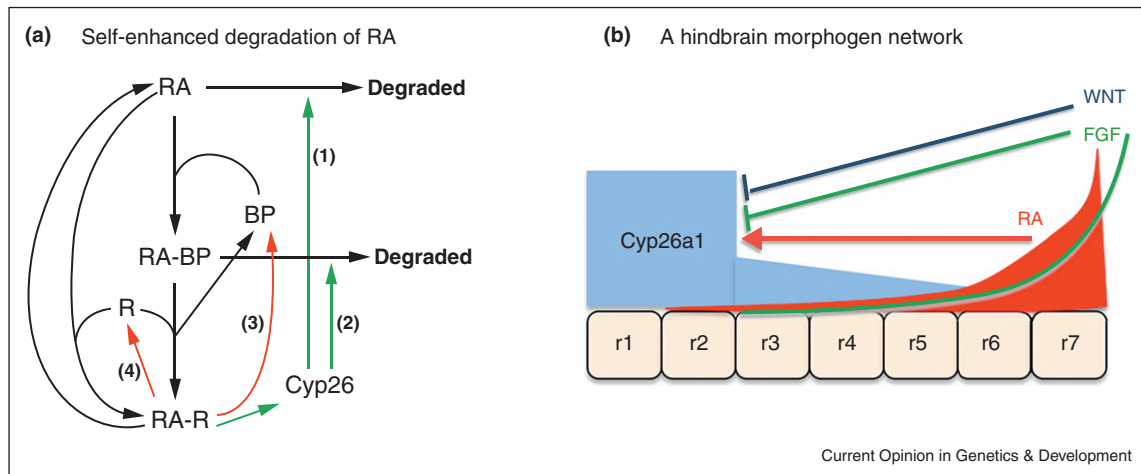 (a) Self-enhanced degradation of RA
RA
Degraded
(1)
BP
RA-BP
Degraded
R
(3)
(2)
(4)
Cyp26
RA-R
(b) A hindbrain morphogen network
WNT
FGF
RA
Cyp26a1
r1 r2 r3 r4 r5 r6 r7
Current Opinion in Genetics & Development